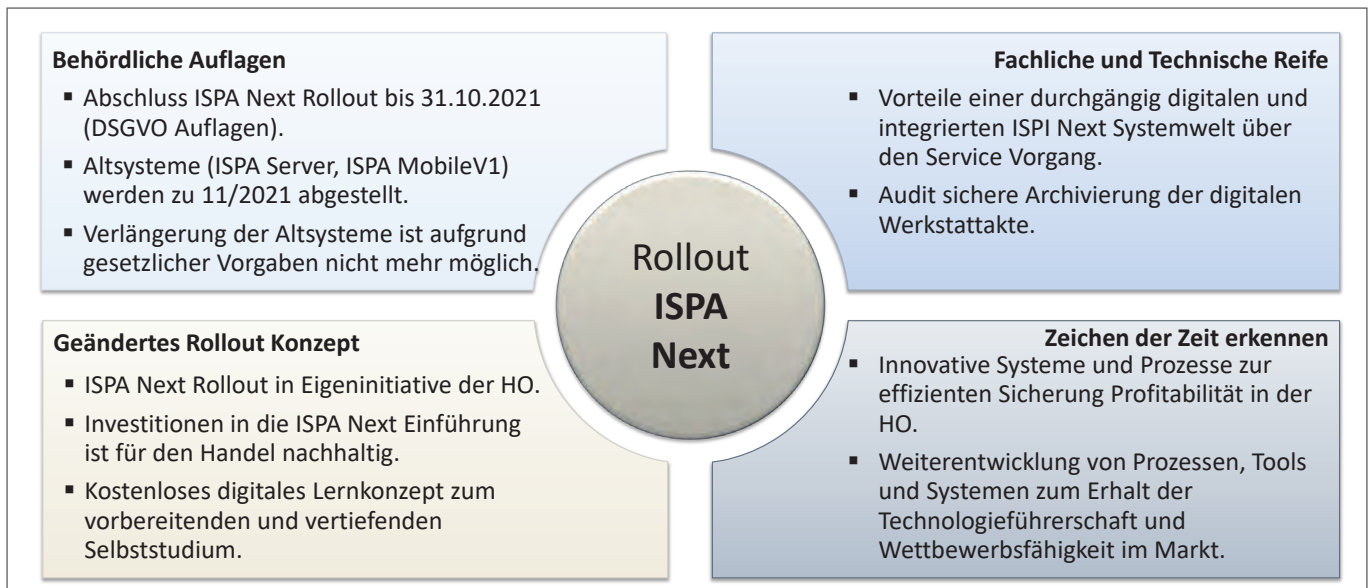 Behördliche Auflagen
▪ Abschluss ISPA Next Rollout bis 31.10.2021
(DSGVO Auflagen).
▪ Altsysteme (ISPA Server, ISPA MobileV1)
werden zu 11/2021 abgestellt.
▪ Verlängerung der Altsysteme ist aufgrund
gesetzlicher Vorgaben nicht mehr möglich.
Fachliche und Technische Reife
▪ Vorteile einer durchgängig digitalen und
integrierten ISPI Next Systemwelt über
den Service Vorgang.
▪ Audit sichere Archivierung der digitalen
Werkstattakte.
Rollout
ISPA
Next
Geändertes Rollout Konzept
▪ ISPA Next Rollout in Eigeninitiative der HO.
▪ Investitionen in die ISPA Next Einführung
ist für den Handel nachhaltig.
▪ Kostenloses digitales Lernkonzept zum
vorbereitenden und vertiefenden
Selbststudium.
Zeichen der Zeit erkennen
▪ Innovative Systeme und Prozesse zur
effizienten Sicherung Profitabilität in der
HO.
▪ Weiterentwicklung von Prozessen, Tools
und Systemen zum Erhalt der
Technologieführerschaft und
Wettbewerbsfähigkeit im Markt.